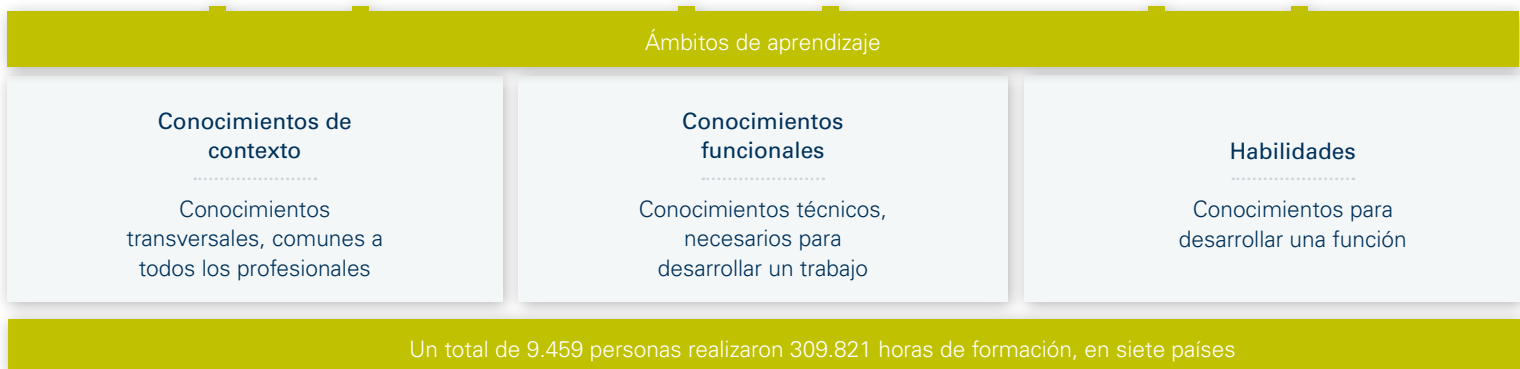 Ámbitos de aprendizaje
Conocimientos de
contexto
Conocimientos
transversales, comunes a
todos los profesionales
Conocimientos
funcionales
Conocimientos técnicos,
necesarios para
desarrollar un trabajo
Habilidades
Conocimientos para
desarrollar una función
Un total de 9.459 personas realizaron 309.821 horas de formación, en siete países